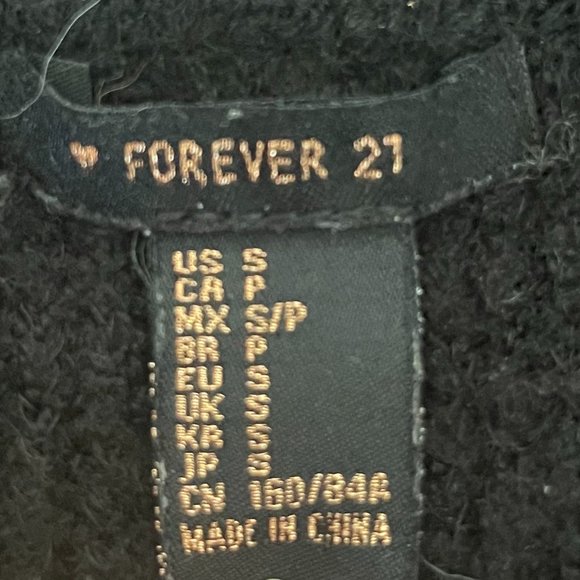 ♥ FOREVER 21
US S
CA P
MX S/P
BR P
EU S
UK S
KR S
JP S
CN 160/84A
MADE IN CHINA